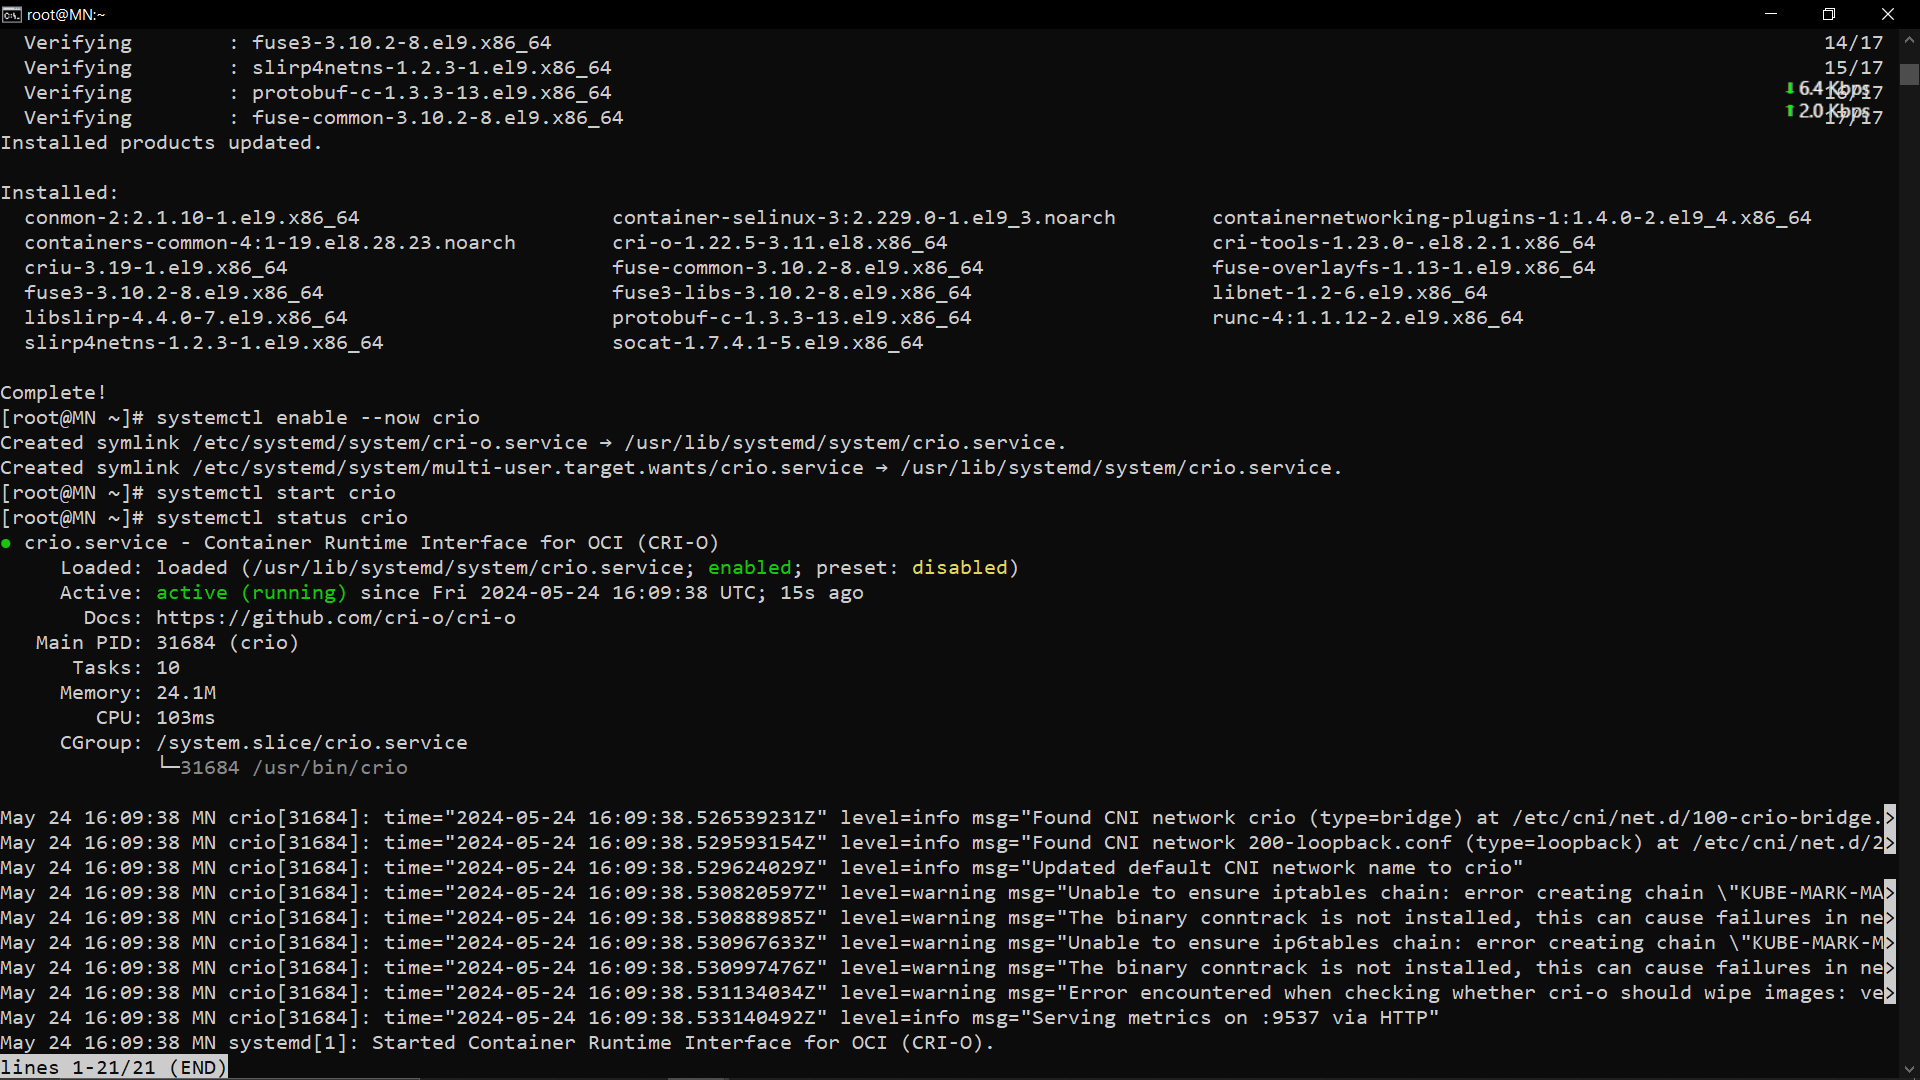 root@MN:~
  Verifying        : fuse3-3.10.2-8.el9.x86_64 14/17
  Verifying        : slirp4netns-1.2.3-1.el9.x86_64 15/17
  Verifying        : protobuf-c-1.3.3-13.el9.x86_64 16/17
6.4 Kbps
  Verifying        : fuse-common-3.10.2-8.el9.x86_64 17/17
2.0 Kbps
Installed products updated.
Installed:
  conmon-2:2.1.10-1.el9.x86_64 container-selinux-3:2.229.0-1.el9_3.noarch containernetworking-plugins-1:1.4.0-2.el9_4.x86_64
  containers-common-4:1-19.el8.28.23.noarch cri-o-1.22.5-3.11.el8.x86_64 cri-tools-1.23.0-.el8.2.1.x86_64
  criu-3.19-1.el9.x86_64 fuse-common-3.10.2-8.el9.x86_64 fuse-overlayfs-1.13-1.el9.x86_64
  fuse3-3.10.2-8.el9.x86_64 fuse3-libs-3.10.2-8.el9.x86_64 libnet-1.2-6.el9.x86_64
  libslirp-4.4.0-7.el9.x86_64 protobuf-c-1.3.3-13.el9.x86_64 runc-4:1.1.12-2.el9.x86_64
  slirp4netns-1.2.3-1.el9.x86_64 socat-1.7.4.1-5.el9.x86_64
Complete!
[root@MN ~]# systemctl enable --now crio
Created symlink /etc/systemd/system/cri-o.service → /usr/lib/systemd/system/crio.service.
Created symlink /etc/systemd/system/multi-user.target.wants/crio.service → /usr/lib/systemd/system/crio.service.
[root@MN ~]# systemctl start crio
[root@MN ~]# systemctl status crio
● crio.service - Container Runtime Interface for OCI (CRI-O)
     Loaded: loaded (/usr/lib/systemd/system/crio.service; enabled; preset: disabled)
     Active: active (running) since Fri 2024-05-24 16:09:38 UTC; 15s ago
       Docs: https://github.com/cri-o/cri-o
   Main PID: 31684 (crio)
      Tasks: 10
     Memory: 24.1M
        CPU: 103ms
     CGroup: /system.slice/crio.service
             └─31684 /usr/bin/crio
May 24 16:09:38 MN crio[31684]: time="2024-05-24 16:09:38.526539231Z" level=info msg="Found CNI network crio (type=bridge) at /etc/cni/net.d/100-crio-bridge.>
May 24 16:09:38 MN crio[31684]: time="2024-05-24 16:09:38.529593154Z" level=info msg="Found CNI network 200-loopback.conf (type=loopback) at /etc/cni/net.d/2>
May 24 16:09:38 MN crio[31684]: time="2024-05-24 16:09:38.529624029Z" level=info msg="Updated default CNI network name to crio"
May 24 16:09:38 MN crio[31684]: time="2024-05-24 16:09:38.530820597Z" level=warning msg="Unable to ensure iptables chain: error creating chain \"KUBE-MARK-MA>
May 24 16:09:38 MN crio[31684]: time="2024-05-24 16:09:38.530888985Z" level=warning msg="The binary conntrack is not installed, this can cause failures in ne>
May 24 16:09:38 MN crio[31684]: time="2024-05-24 16:09:38.530967633Z" level=warning msg="Unable to ensure ip6tables chain: error creating chain \"KUBE-MARK-M>
May 24 16:09:38 MN crio[31684]: time="2024-05-24 16:09:38.530997476Z" level=warning msg="The binary conntrack is not installed, this can cause failures in ne>
May 24 16:09:38 MN crio[31684]: time="2024-05-24 16:09:38.531134034Z" level=warning msg="Error encountered when checking whether cri-o should wipe images: ve>
May 24 16:09:38 MN crio[31684]: time="2024-05-24 16:09:38.533140492Z" level=info msg="Serving metrics on :9537 via HTTP"
May 24 16:09:38 MN systemd[1]: Started Container Runtime Interface for OCI (CRI-O).
lines 1-21/21 (END)